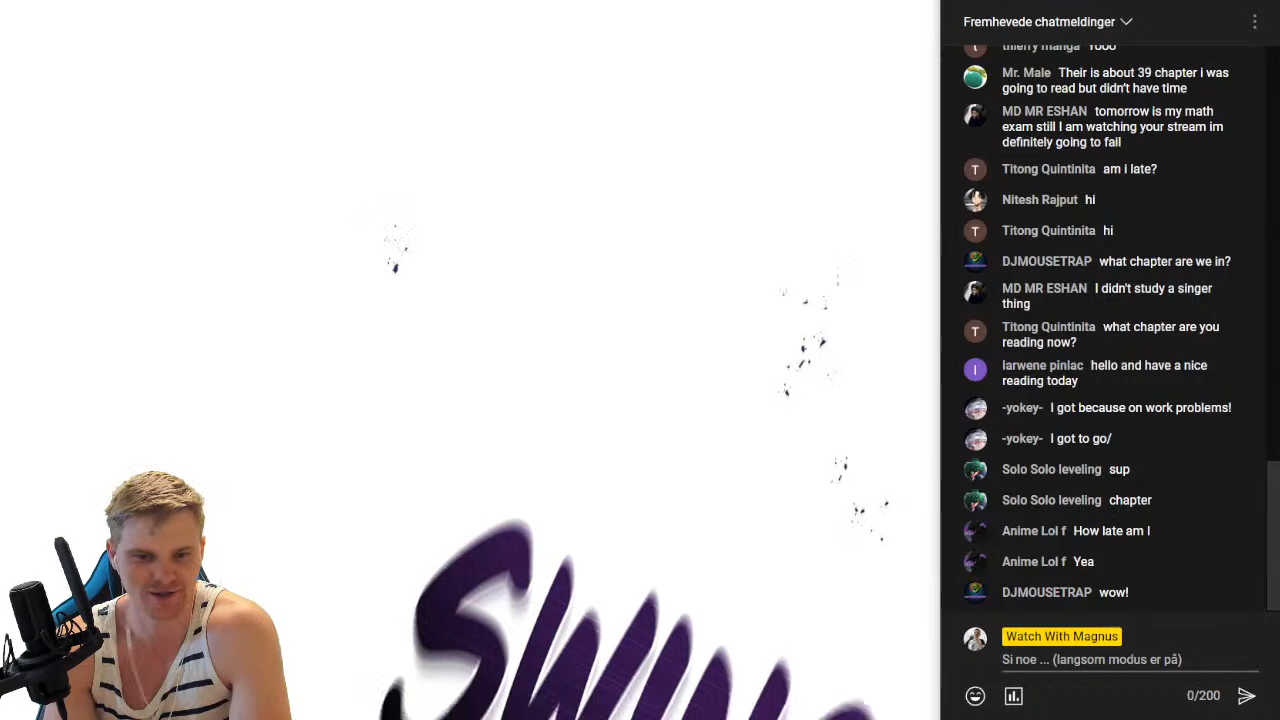 Fremhevede chatmeldinger
thierry manga Yooo
Mr. Male Their is about 39 chapter i was
going to read but didn't have time
MD MR ESHAN tomorrow is my math
exam still I am watching your stream im
definitely going to fail
Titong Quintinita am i late?
Nitesh Rajput hi
Titong Quintinita hi
DJMOUSETRAP what chapter are we in?
MD MR ESHAN I didn't study a singer
thing
Titong Quintinita what chapter are you
reading now?
larwene pinlac hello and have a nice
reading today
-yokey- I got because on work problems!
-yokey- I got to go/
Solo Solo leveling sup
Solo Solo leveling chapter
Anime Lol f How late am I
Anime Lol f Yea
DJMOUSETRAP wow!
Watch With Magnus
Si noe ... (langsom modus er på)
0/200